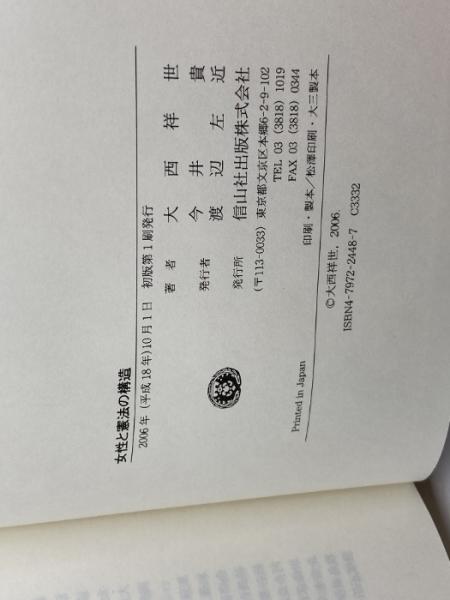 女性と憲法の構造
2006年(平成18年)10月1日 初版第1刷発行
著者 大西祥世
発行者 今井貴
渡辺左近
発行所 信山社出版株式会社
(〒113-0033) 東京都文京区本郷6-2-9-102
TEL 03 (3818) 1019
FAX 03 (3818) 0344
印刷・製本/松澤印刷・大三製本
Printed in Japan
©大西祥世, 2006.
ISBN4-7972-2448-7 C3332